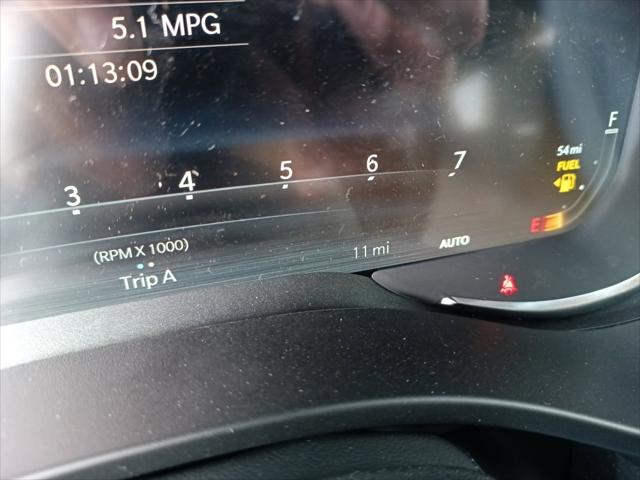 5.1 MPG
01:13:09
3 4 5 6 7
F
54 mi
FUEL
E
(RPM X 1000)
Trip A
11 mi
AUTO